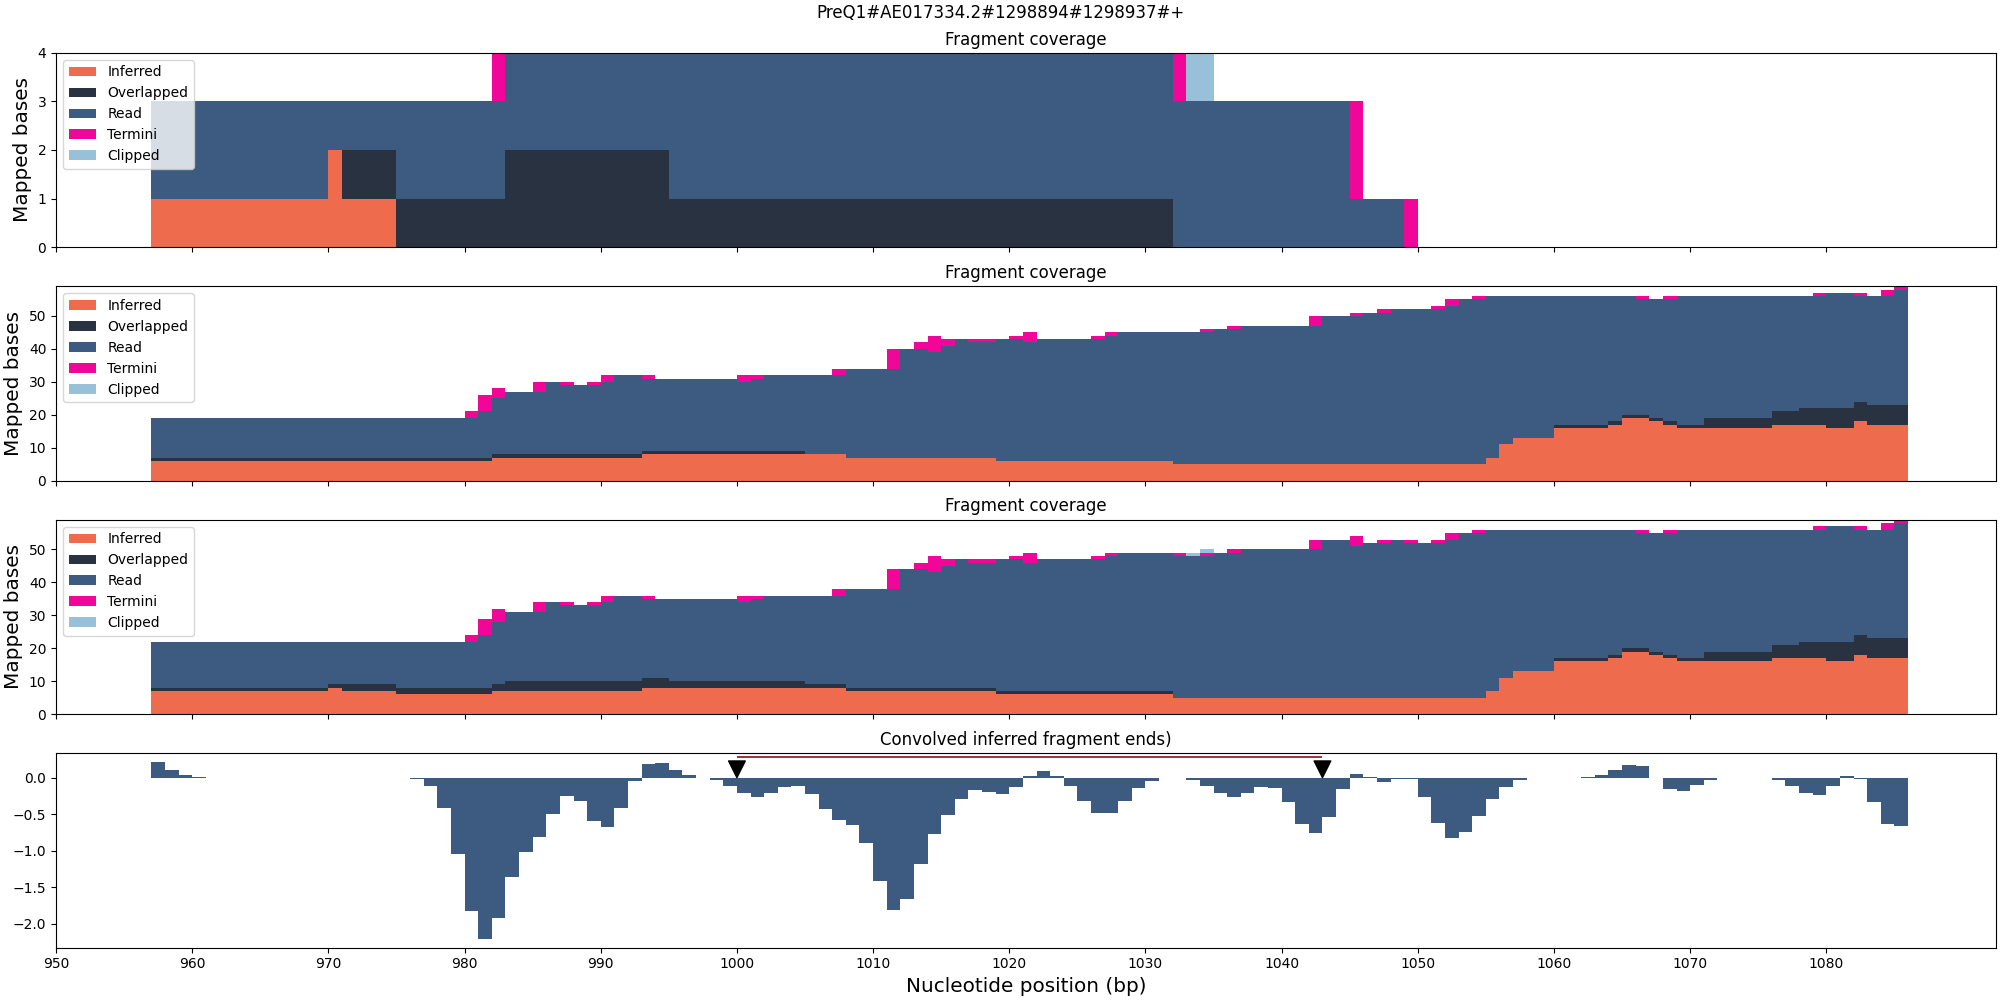 PreQ1#AE017334.2#1298894#1298937#+
Fragment coverage
Mapped bases
4
3
2
1
0
Inferred
Overlapped
Read
Termini
Clipped
Fragment coverage
Mapped bases
50
40
30
20
10
0
Inferred
Overlapped
Read
Termini
Clipped
Fragment coverage
Mapped bases
50
40
30
20
10
0
Inferred
Overlapped
Read
Termini
Clipped
Convolved inferred fragment ends)
0.0
−0.5
−1.0
−1.5
−2.0
950 960 970 980 990 1000 1010 1020 1030 1040 1050 1060 1070 1080
Nucleotide position (bp)